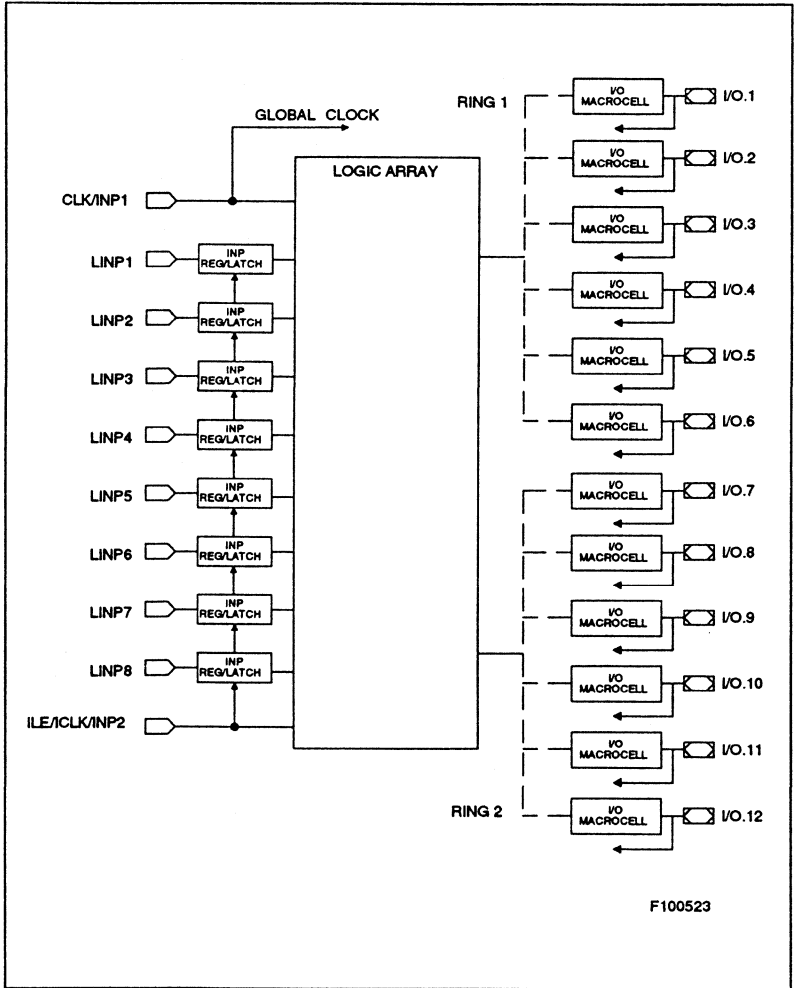 GLOBAL CLOCK
LOGIC ARRAY
CLK/INP1
LINP1
INP
REG/LATCH
LINP2
INP
REG/LATCH
LINP3
INP
REG/LATCH
LINP4
INP
REG/LATCH
LINP5
INP
REG/LATCH
LINP6
INP
REG/LATCH
LINP7
INP
REG/LATCH
LINP8
INP
REG/LATCH
ILE/ICLK/INP2
RING 1
I/O
MACROCELL
I/O.1
I/O
MACROCELL
I/O.2
I/O
MACROCELL
I/O.3
I/O
MACROCELL
I/O.4
I/O
MACROCELL
I/O.5
I/O
MACROCELL
I/O.6
I/O
MACROCELL
I/O.7
I/O
MACROCELL
I/O.8
I/O
MACROCELL
I/O.9
I/O
MACROCELL
I/O.10
I/O
MACROCELL
I/O.11
RING 2
I/O
MACROCELL
I/O.12
F100523